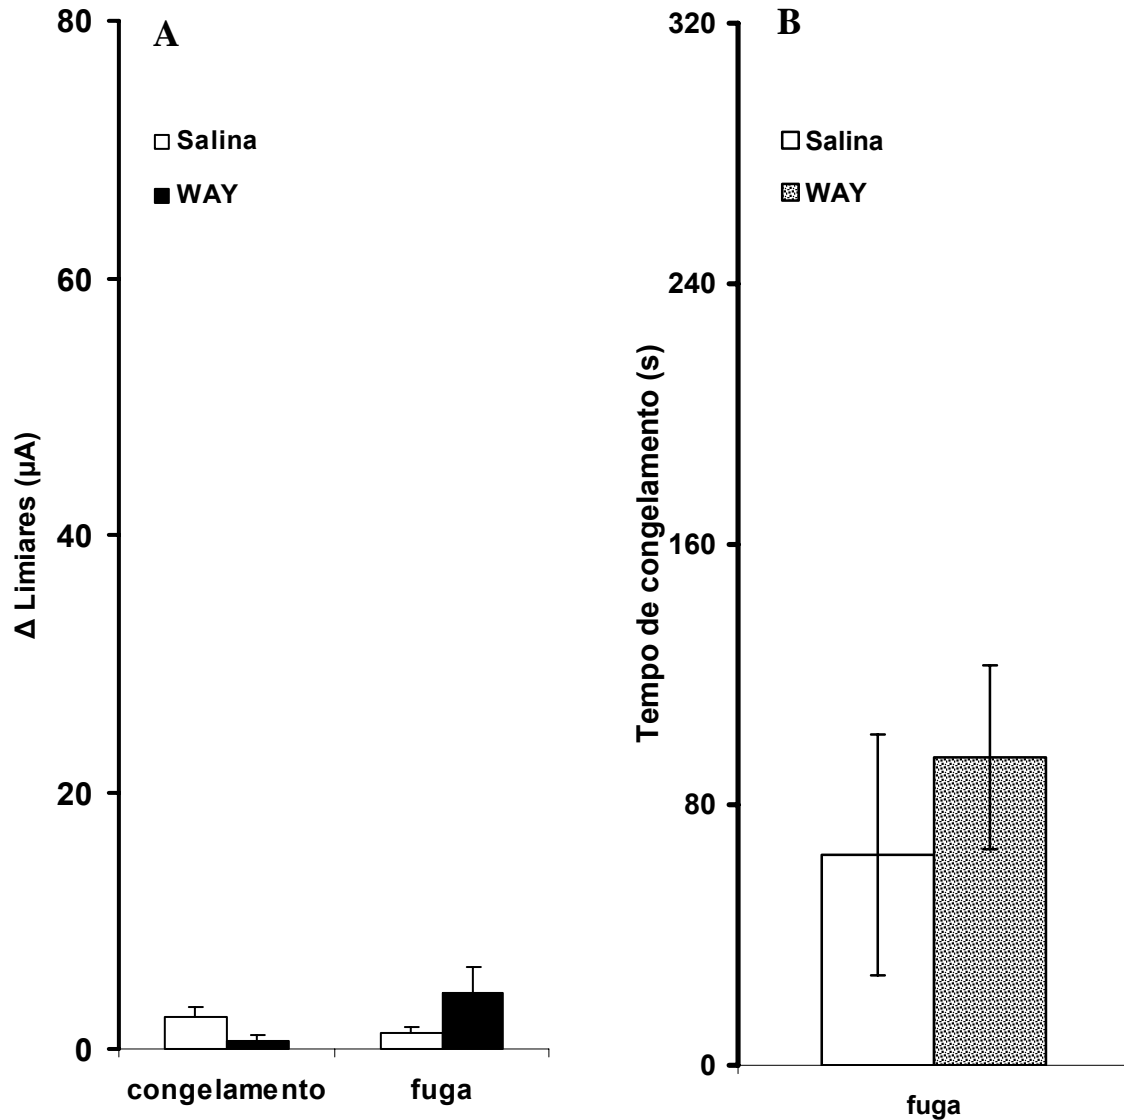 A
80
60
40
20
0
Δ Limiares (µA)
Salina
WAY
congelamento
fuga
B
320
240
160
80
0
Tempo de congelamento (s)
Salina
WAY
fuga